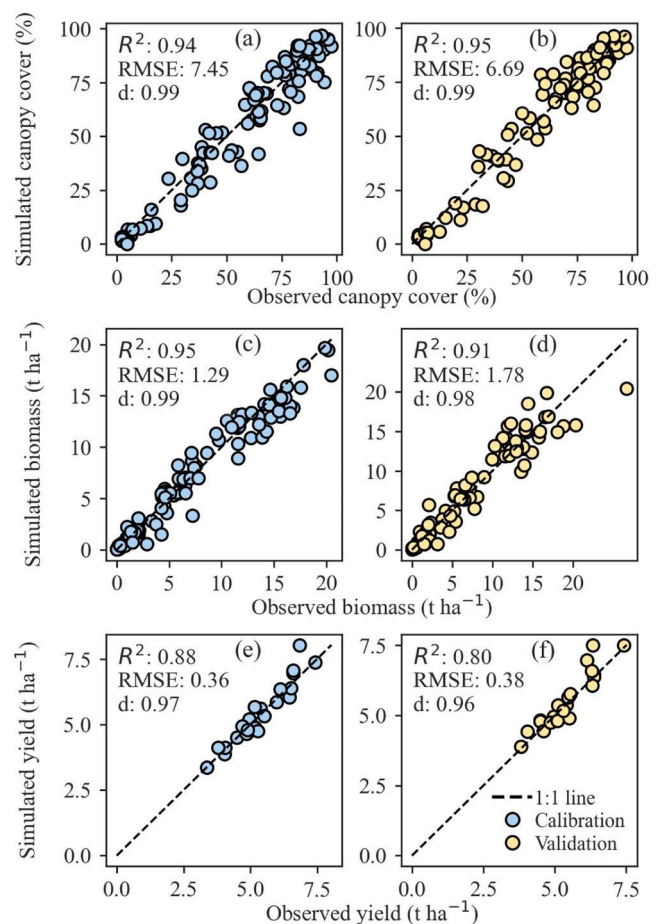 (a)
R²: 0.94
RMSE: 7.45
d: 0.99
(b)
R²: 0.95
RMSE: 6.69
d: 0.99
Simulated canopy cover (%)
100
75
50
25
0
0 25 50 75 100
0 25 50 75 100
Observed canopy cover (%)
(c)
R²: 0.95
RMSE: 1.29
d: 0.99
(d)
R²: 0.91
RMSE: 1.78
d: 0.98
Simulated biomass (t ha⁻¹)
20
15
10
5
0
20
15
10
5
0
0 5 10 15 20
0 5 10 15 20
Observed biomass (t ha⁻¹)
(e)
R²: 0.88
RMSE: 0.36
d: 0.97
(f)
R²: 0.80
RMSE: 0.38
d: 0.96
Simulated yield (t ha⁻¹)
7.5
5.0
2.5
0.0
7.5
5.0
2.5
0.0
1:1 line
Calibration
Validation
0.0 2.5 5.0 7.5
0.0 2.5 5.0 7.5
Observed yield (t ha⁻¹)